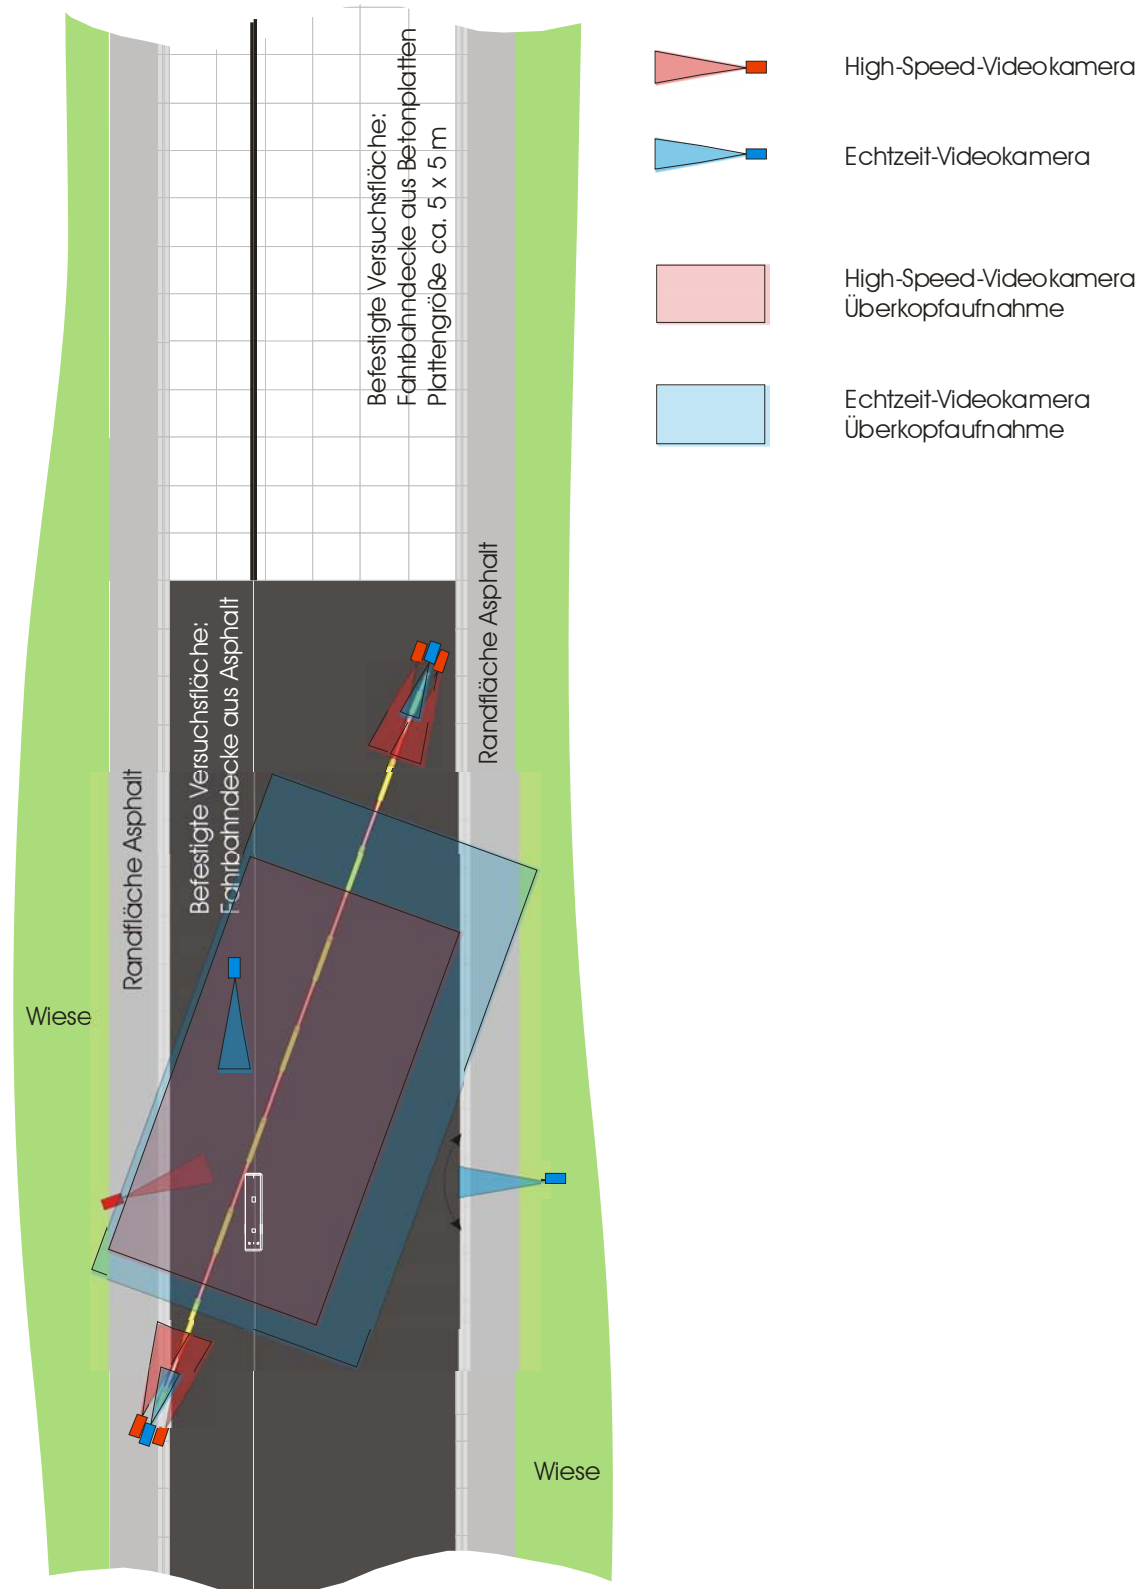 High-Speed-Videokamera
Echtzeit-Videokamera
High-Speed-Videokamera
Überkopfaufnahme
Echtzeit-Videokamera
Überkopfaufnahme
Befestigte Versuchsfläche:
Fahrbahndecke aus Betonplatten
Plattengröße ca. 5 x 5 m
Randfläche Asphalt
Befestigte Versuchsfläche:
Fahrbahndecke aus Asphalt
Randfläche Asphalt
Wiese
Wiese